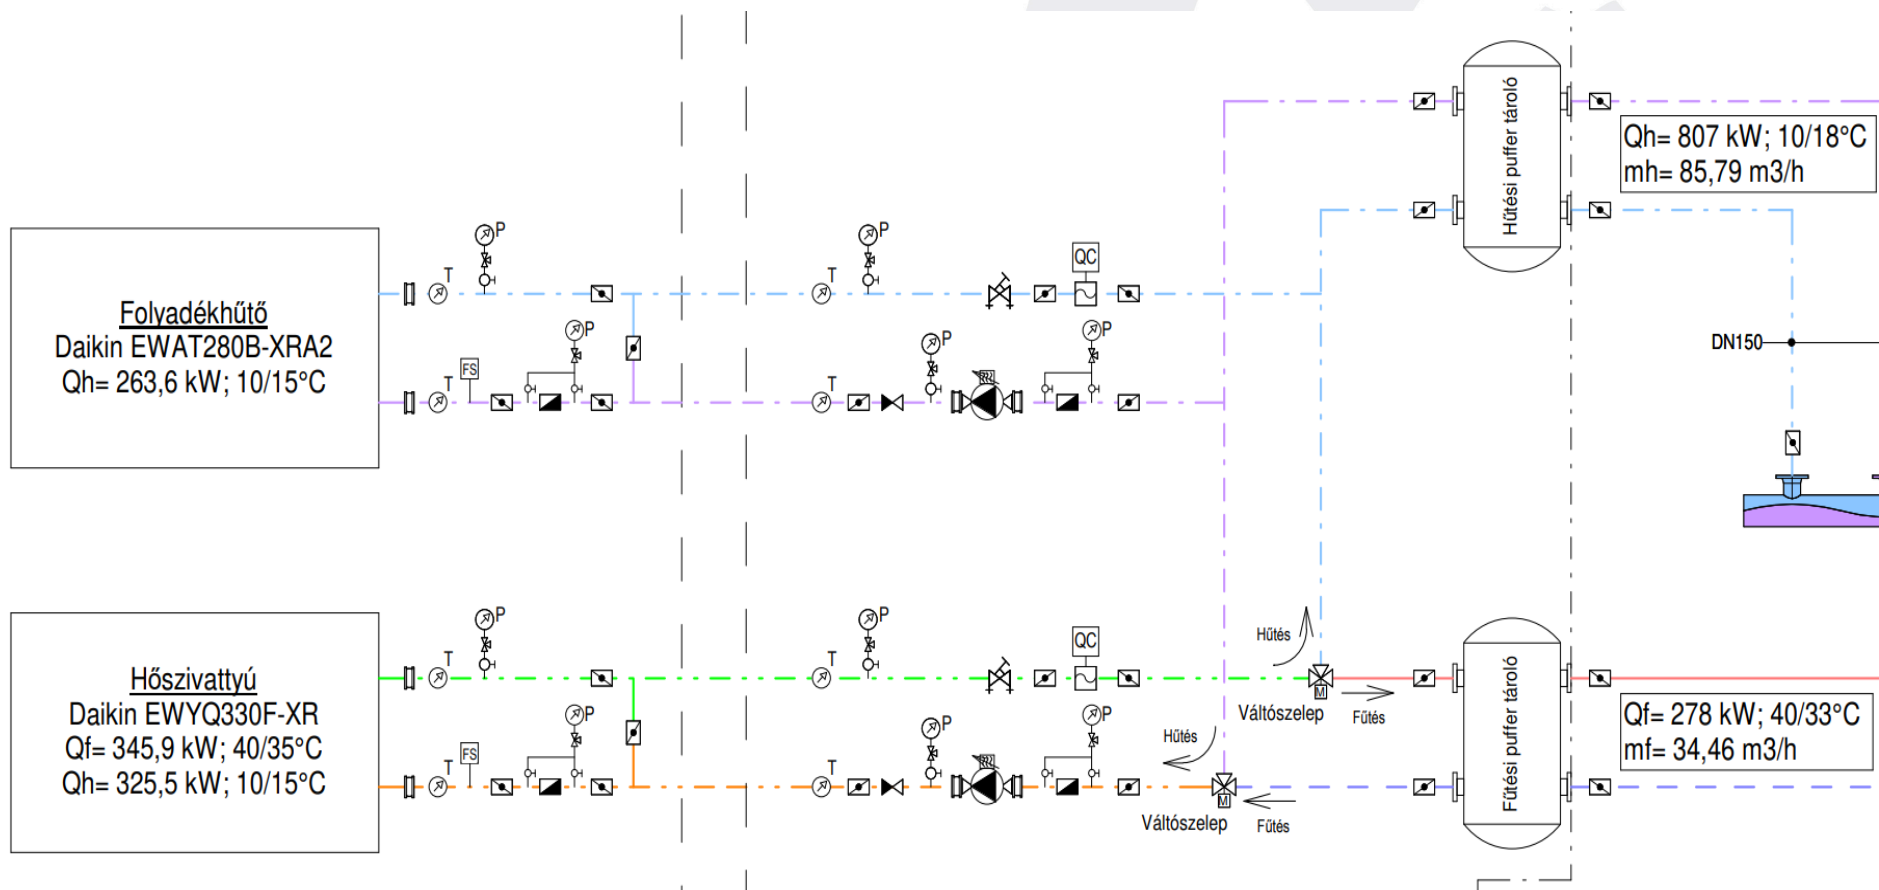 Hűtési puffer tároló
Qh= 807 kW; 10/18°C
mh= 85,79 m3/h
P
P
T
T
QC
Folyadékhűtő
Daikin EWAT280B-XRA2
Qh= 263,6 kW; 10/15°C
P
P
P
FS
T
T
DN150
P
P
T
T
QC
Hűtés
M
Váltószelep
Fűtés
Hőszivattyú
Daikin EWYQ330F-XR
Qf= 345,9 kW; 40/35°C
Qh= 325,5 kW; 10/15°C
P
P
P
FS
T
T
Hűtés
M
Váltószelep
Fűtés
Fűtési puffer tároló
Qf= 278 kW; 40/33°C
mf= 34,46 m3/h